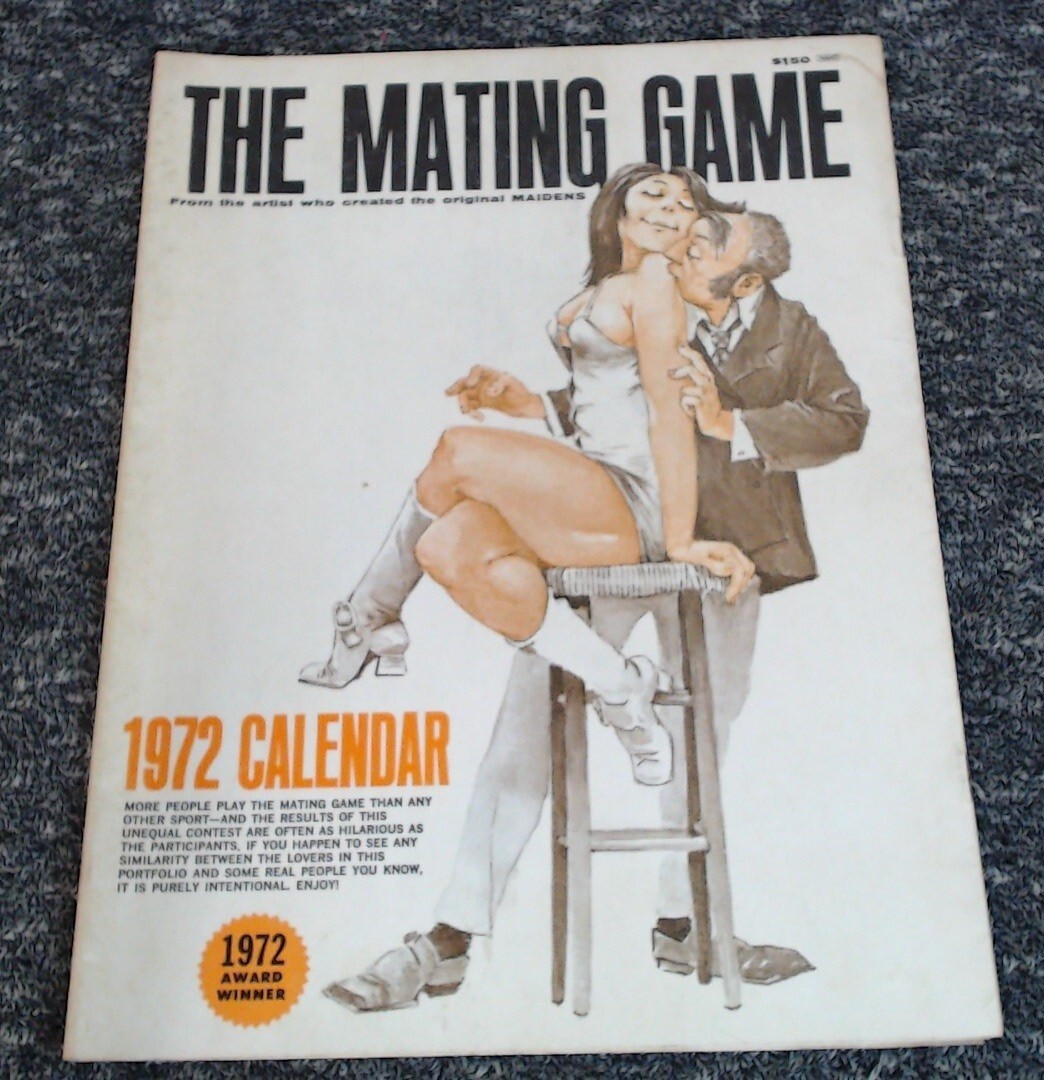 $1.50
THE MATING GAME
From the artist who created the original MAIDENS
1972 CALENDAR
MORE PEOPLE PLAY THE MATING GAME THAN ANY
OTHER SPORT—AND THE RESULTS OF THIS
UNEQUAL CONTEST ARE OFTEN AS HILARIOUS AS
THE PARTICIPANTS. IF YOU HAPPEN TO SEE ANY
SIMILARITY BETWEEN THE LOVERS IN THIS
PORTFOLIO AND SOME REAL PEOPLE YOU KNOW,
IT IS PURELY INTENTIONAL. ENJOY!
1972
AWARD
WINNER